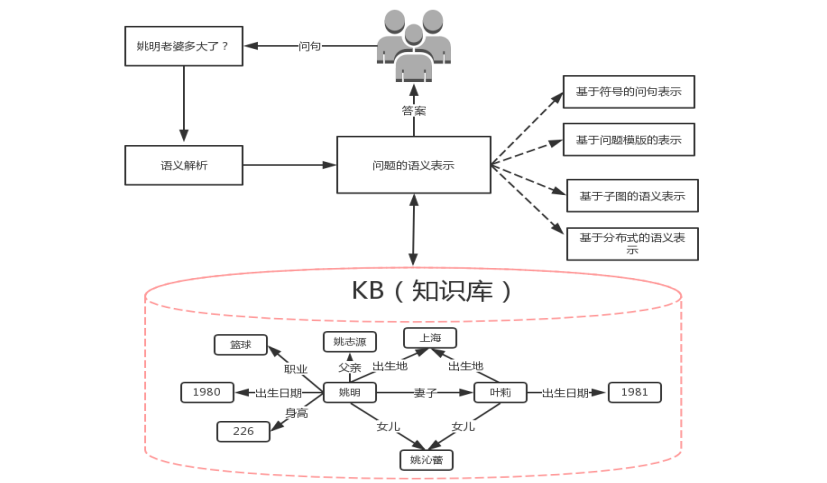 姚明老婆多大了？
问句
答案
基于符号的问句表示
基于问题模版的表示
语义解析
问题的语义表示
基于子图的语义表示
基于分布式的语义表
示
KB（知识库）
篮球
姚志源
上海
职业
父亲
出生地
出生地
1980
出生日期
姚明
妻子
叶莉
出生日期
1981
身高
226
女儿
女儿
姚沁蕾